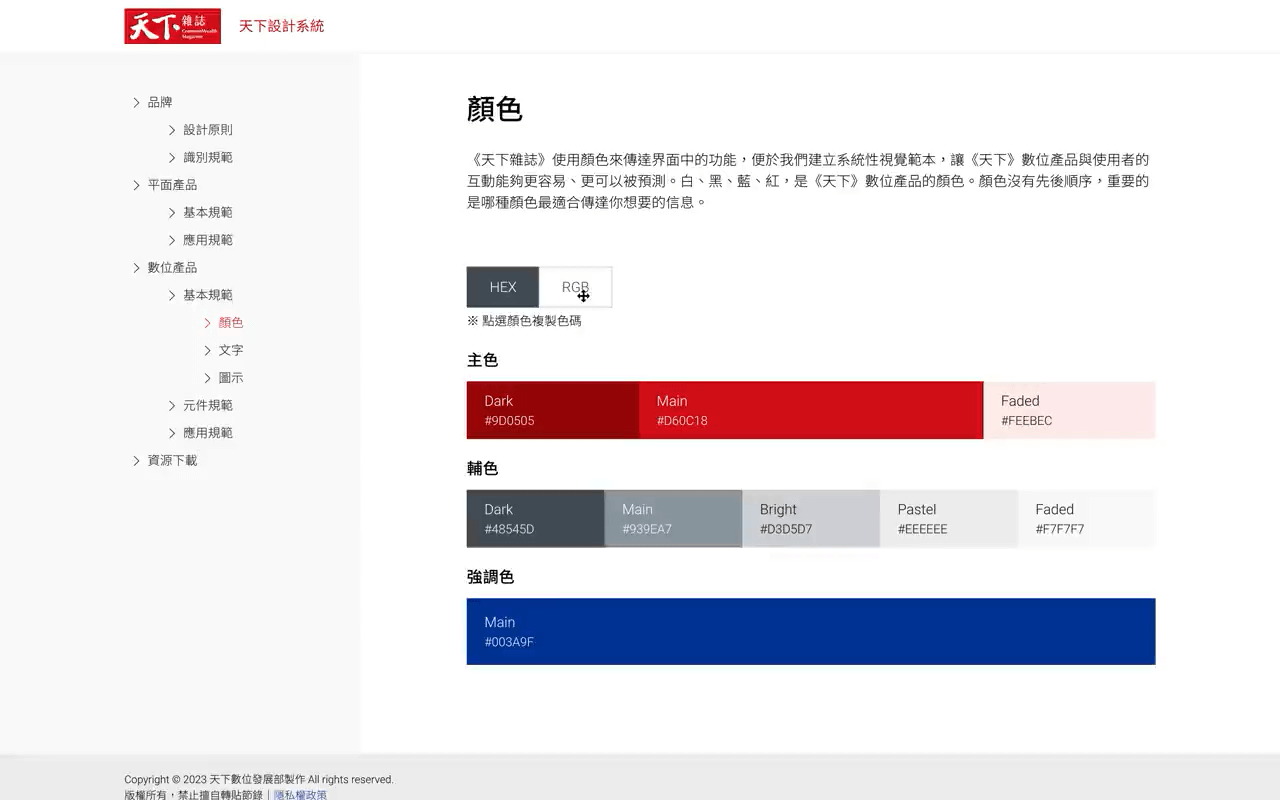 天下 雜誌
CommonWealth
Magazine
天下設計系統
品牌
設計原則
識別規範
平面產品
基本規範
應用規範
數位產品
基本規範
顏色
文字
圖示
元件規範
應用規範
資源下載
顏色
《天下雜誌》使用顏色來傳達界面中的功能，便於我們建立系統性視覺範本，讓《天下》數位產品與使用者的
互動能夠更容易、更可以被預測。白、黑、藍、紅，是《天下》數位產品的顏色。顏色沒有先後順序，重要的
是哪種顏色最適合傳達你想要的信息。
HEX RGB
※ 點選顏色複製色碼
主色
Dark Main Faded
#9D0505 #D60C18 #FEEBEC
輔色
Dark Main Bright Pastel Faded
#48545D #939EA7 #D3D5D7 #EEEEEE #F7F7F7
強調色
Main
#003A9F
Copyright © 2023 天下數位發展部製作 All rights reserved.
版權所有，禁止擅自轉貼節錄｜隱私權政策